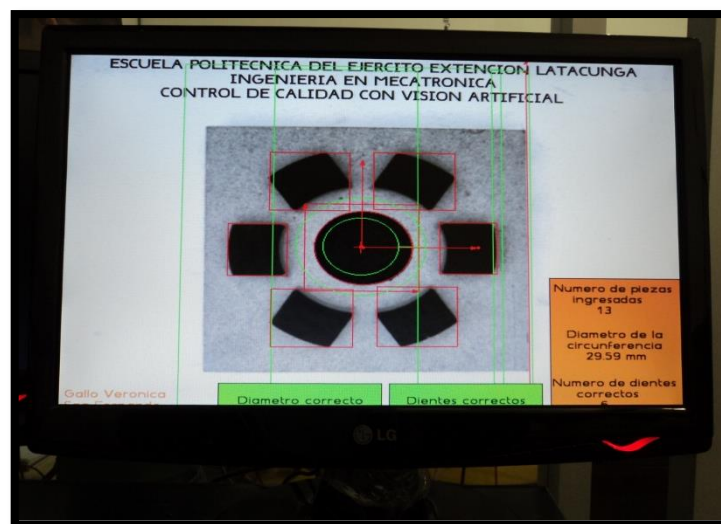 ESCUELA POLITECNICA DEL EJERCITO EXTENCION LATACUNGA
INGENIERIA EN MECATRONICA
CONTROL DE CALIDAD CON VISION ARTIFICIAL
Numero de piezas
ingresadas
13
Diametro de la
circunferencia
29.59 mm
Numero de dientes
correctos
6
Gallo Veronica
Fernando
Diametro correcto
Dientes correctos
LG